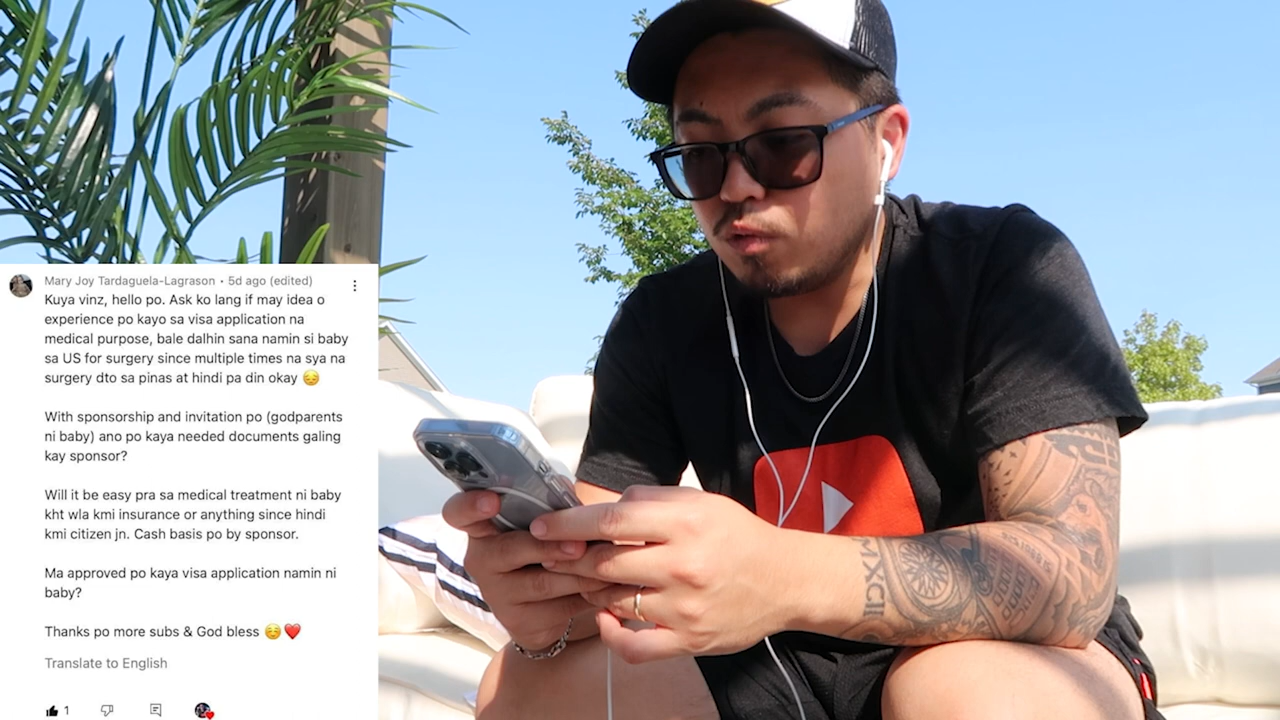 Mary Joy Tardaguela-Lagrason • 5d ago (edited)
Kuya vinz, hello po. Ask ko lang if may idea o
experience po kayo sa visa application na
medical purpose, bale dalhin sana namin si baby
sa US for surgery since multiple times na sya na
surgery dto sa pinas at hindi pa din okay 😔
With sponsorship and invitation po (godparents
ni baby) ano po kaya needed documents galing
kay sponsor?
Will it be easy pra sa medical treatment ni baby
kht wla kmi insurance or anything since hindi
kmi citizen jn. Cash basis po by sponsor.
Ma approved po kaya visa application namin ni
baby?
Thanks po more subs & God bless ☺️❤️
Translate to English
1
MXCII